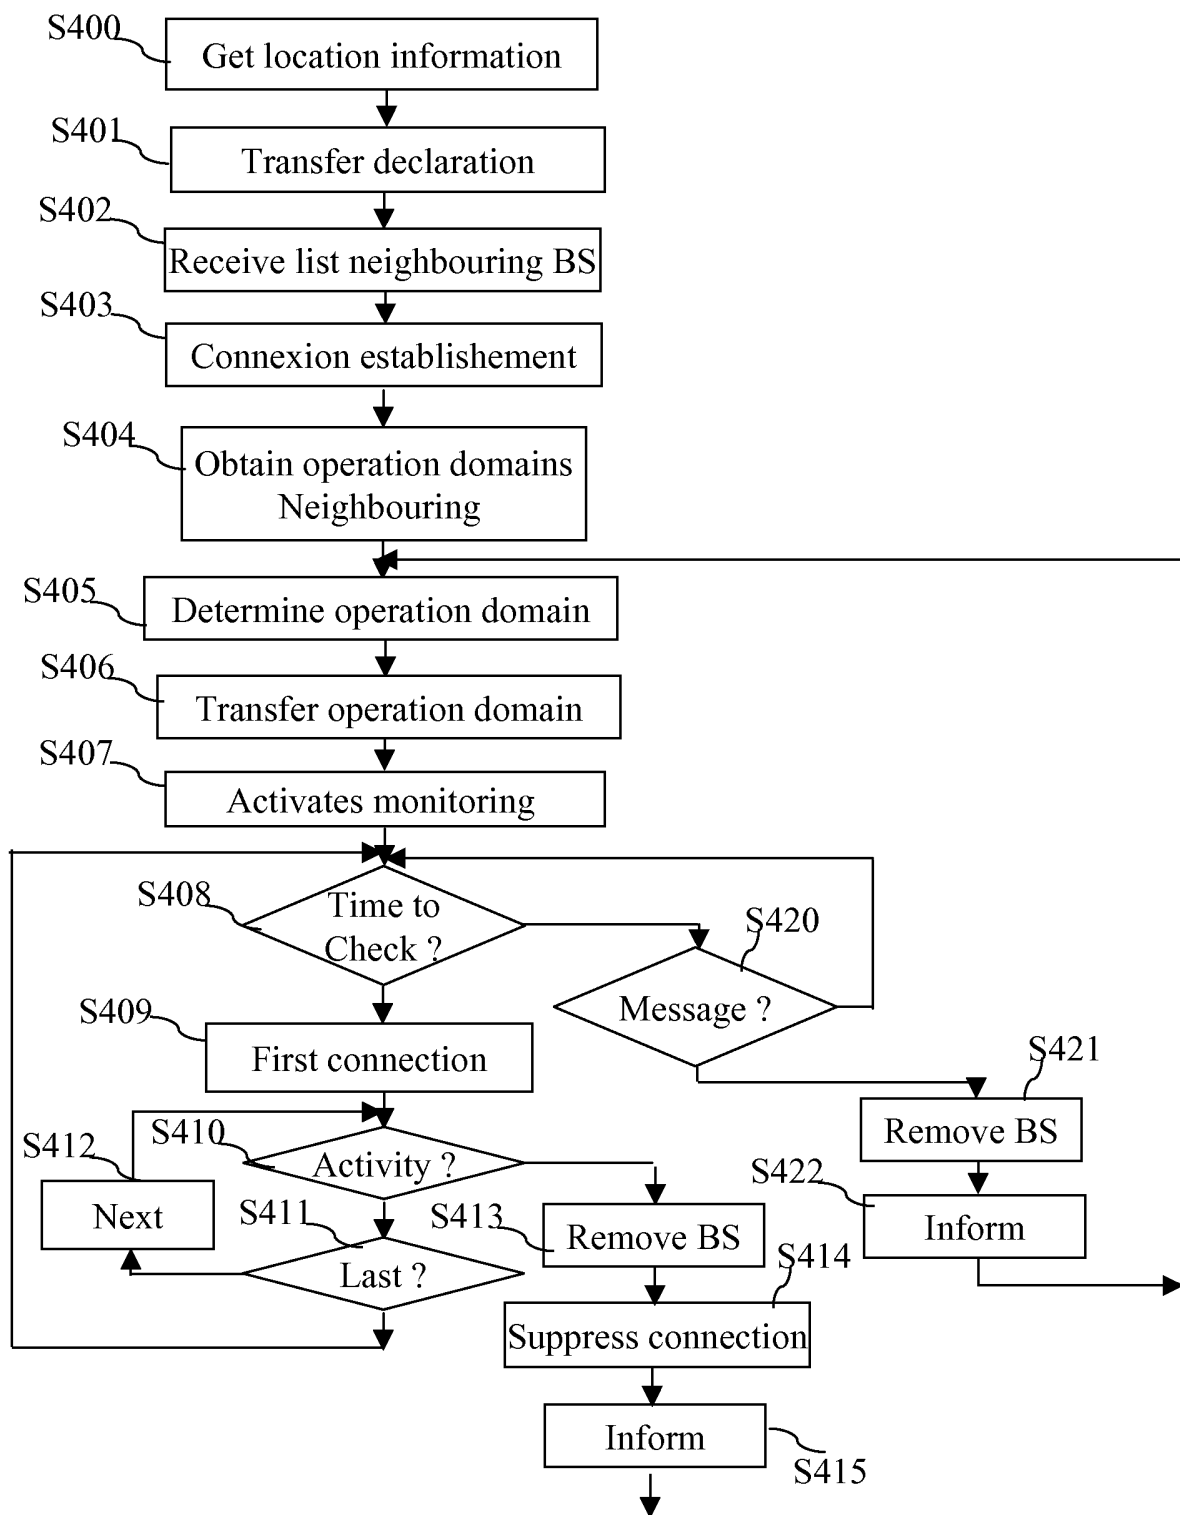 S400
Get location information
S401
Transfer declaration
S402
Receive list neighbouring BS
S403
Connexion establishement
S404
Obtain operation domains
Neighbouring
S405
Determine operation domain
S406
Transfer operation domain
S407
Activates monitoring
S408
Time to
Check ?
S420
Message ?
S409
First connection
S421
Remove BS
S410
Activity ?
S412
Next
S422
Inform
S411
Last ?
S413
Remove BS
S414
Suppress connection
Inform
S415